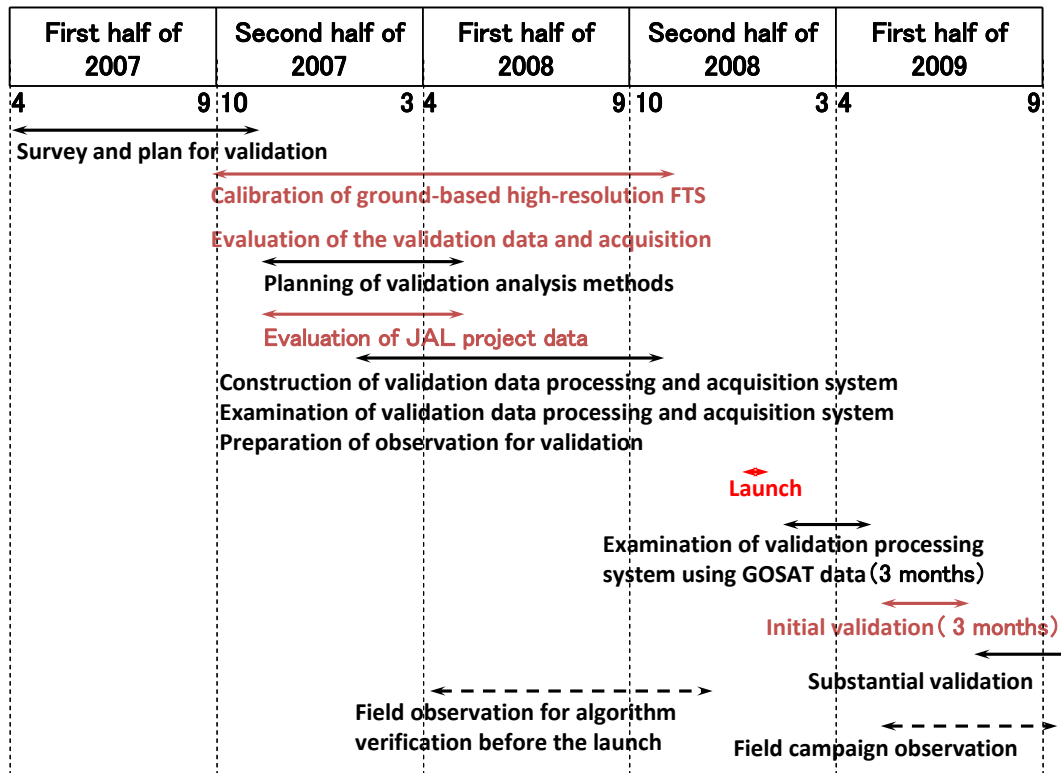 First half of 2007
Second half of 2007
First half of 2008
Second half of 2008
First half of 2009
4 9 10 3 4 9 10 3 4 9
Survey and plan for validation
Calibration of ground-based high-resolution FTS
Evaluation of the validation data and acquisition
Planning of validation analysis methods
Evaluation of JAL project data
Construction of validation data processing and acquisition system
Examination of validation data processing and acquisition system
Preparation of observation for validation
Launch
Examination of validation processing
system using GOSAT data(3 months)
Initial validation( 3 months)
Substantial validation
Field observation for algorithm
verification before the launch
Field campaign observation